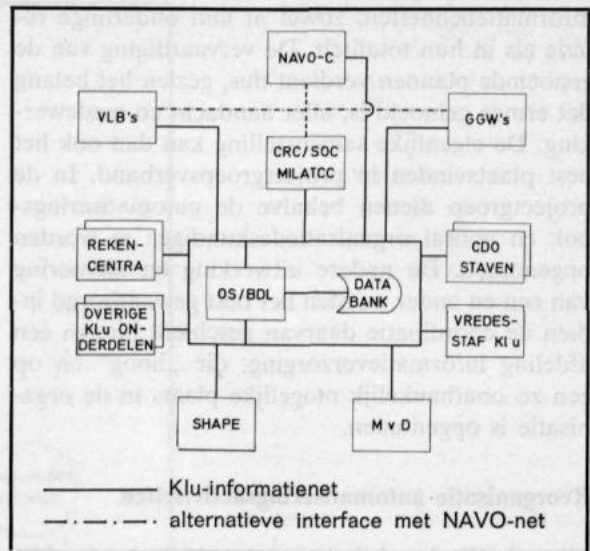 NAVO-C
VLB's
GGW's
CRC/SOC
MILATCC
REKEN-
CENTRA
CDO
STAVEN
OS/BDL
DATA
BANK
OVERIGE
KLu ON-
DERDELEN
VREDES-
STAF KLu
SHAPE
M v D
Klu-informatienet
alternatieve interface met NAVO-net